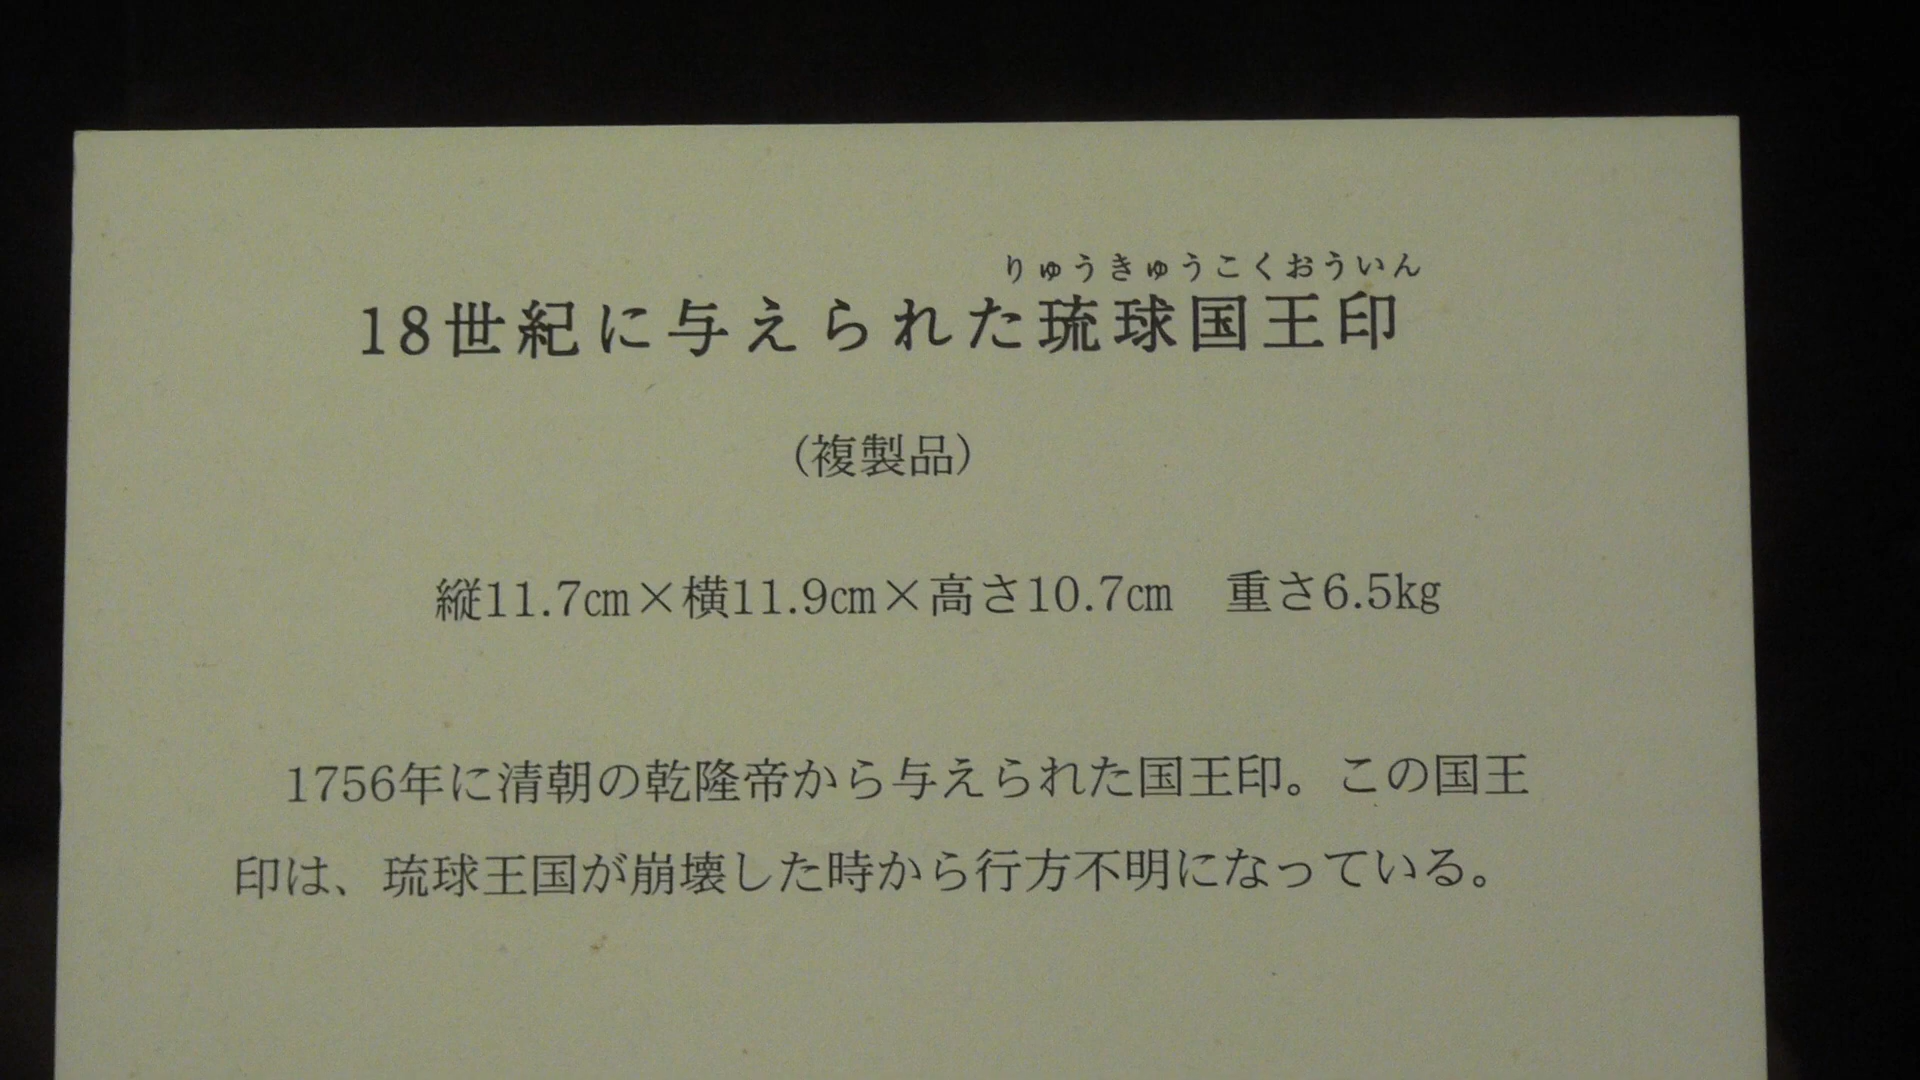 りゅうきゅうこくおういん
18世紀に与えられた琉球国王印
(複製品)
縦11.7㎝×横11.9㎝×高さ10.7㎝　重さ6.5㎏
1756年に清朝の乾隆帝から与えられた国王印。この国王
印は、琉球王国が崩壊した時から行方不明になっている。